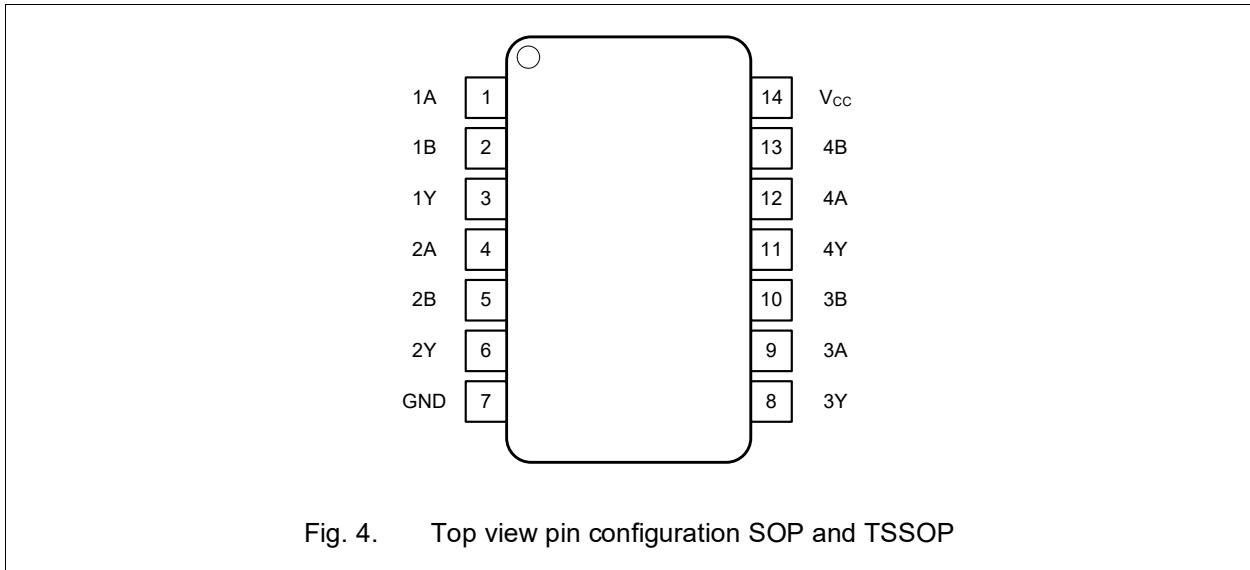 1A 1 14 VCC
1B 2 13 4B
1Y 3 12 4A
2A 4 11 4Y
2B 5 10 3B
2Y 6 9 3A
GND 7 8 3Y
Fig. 4. Top view pin configuration SOP and TSSOP